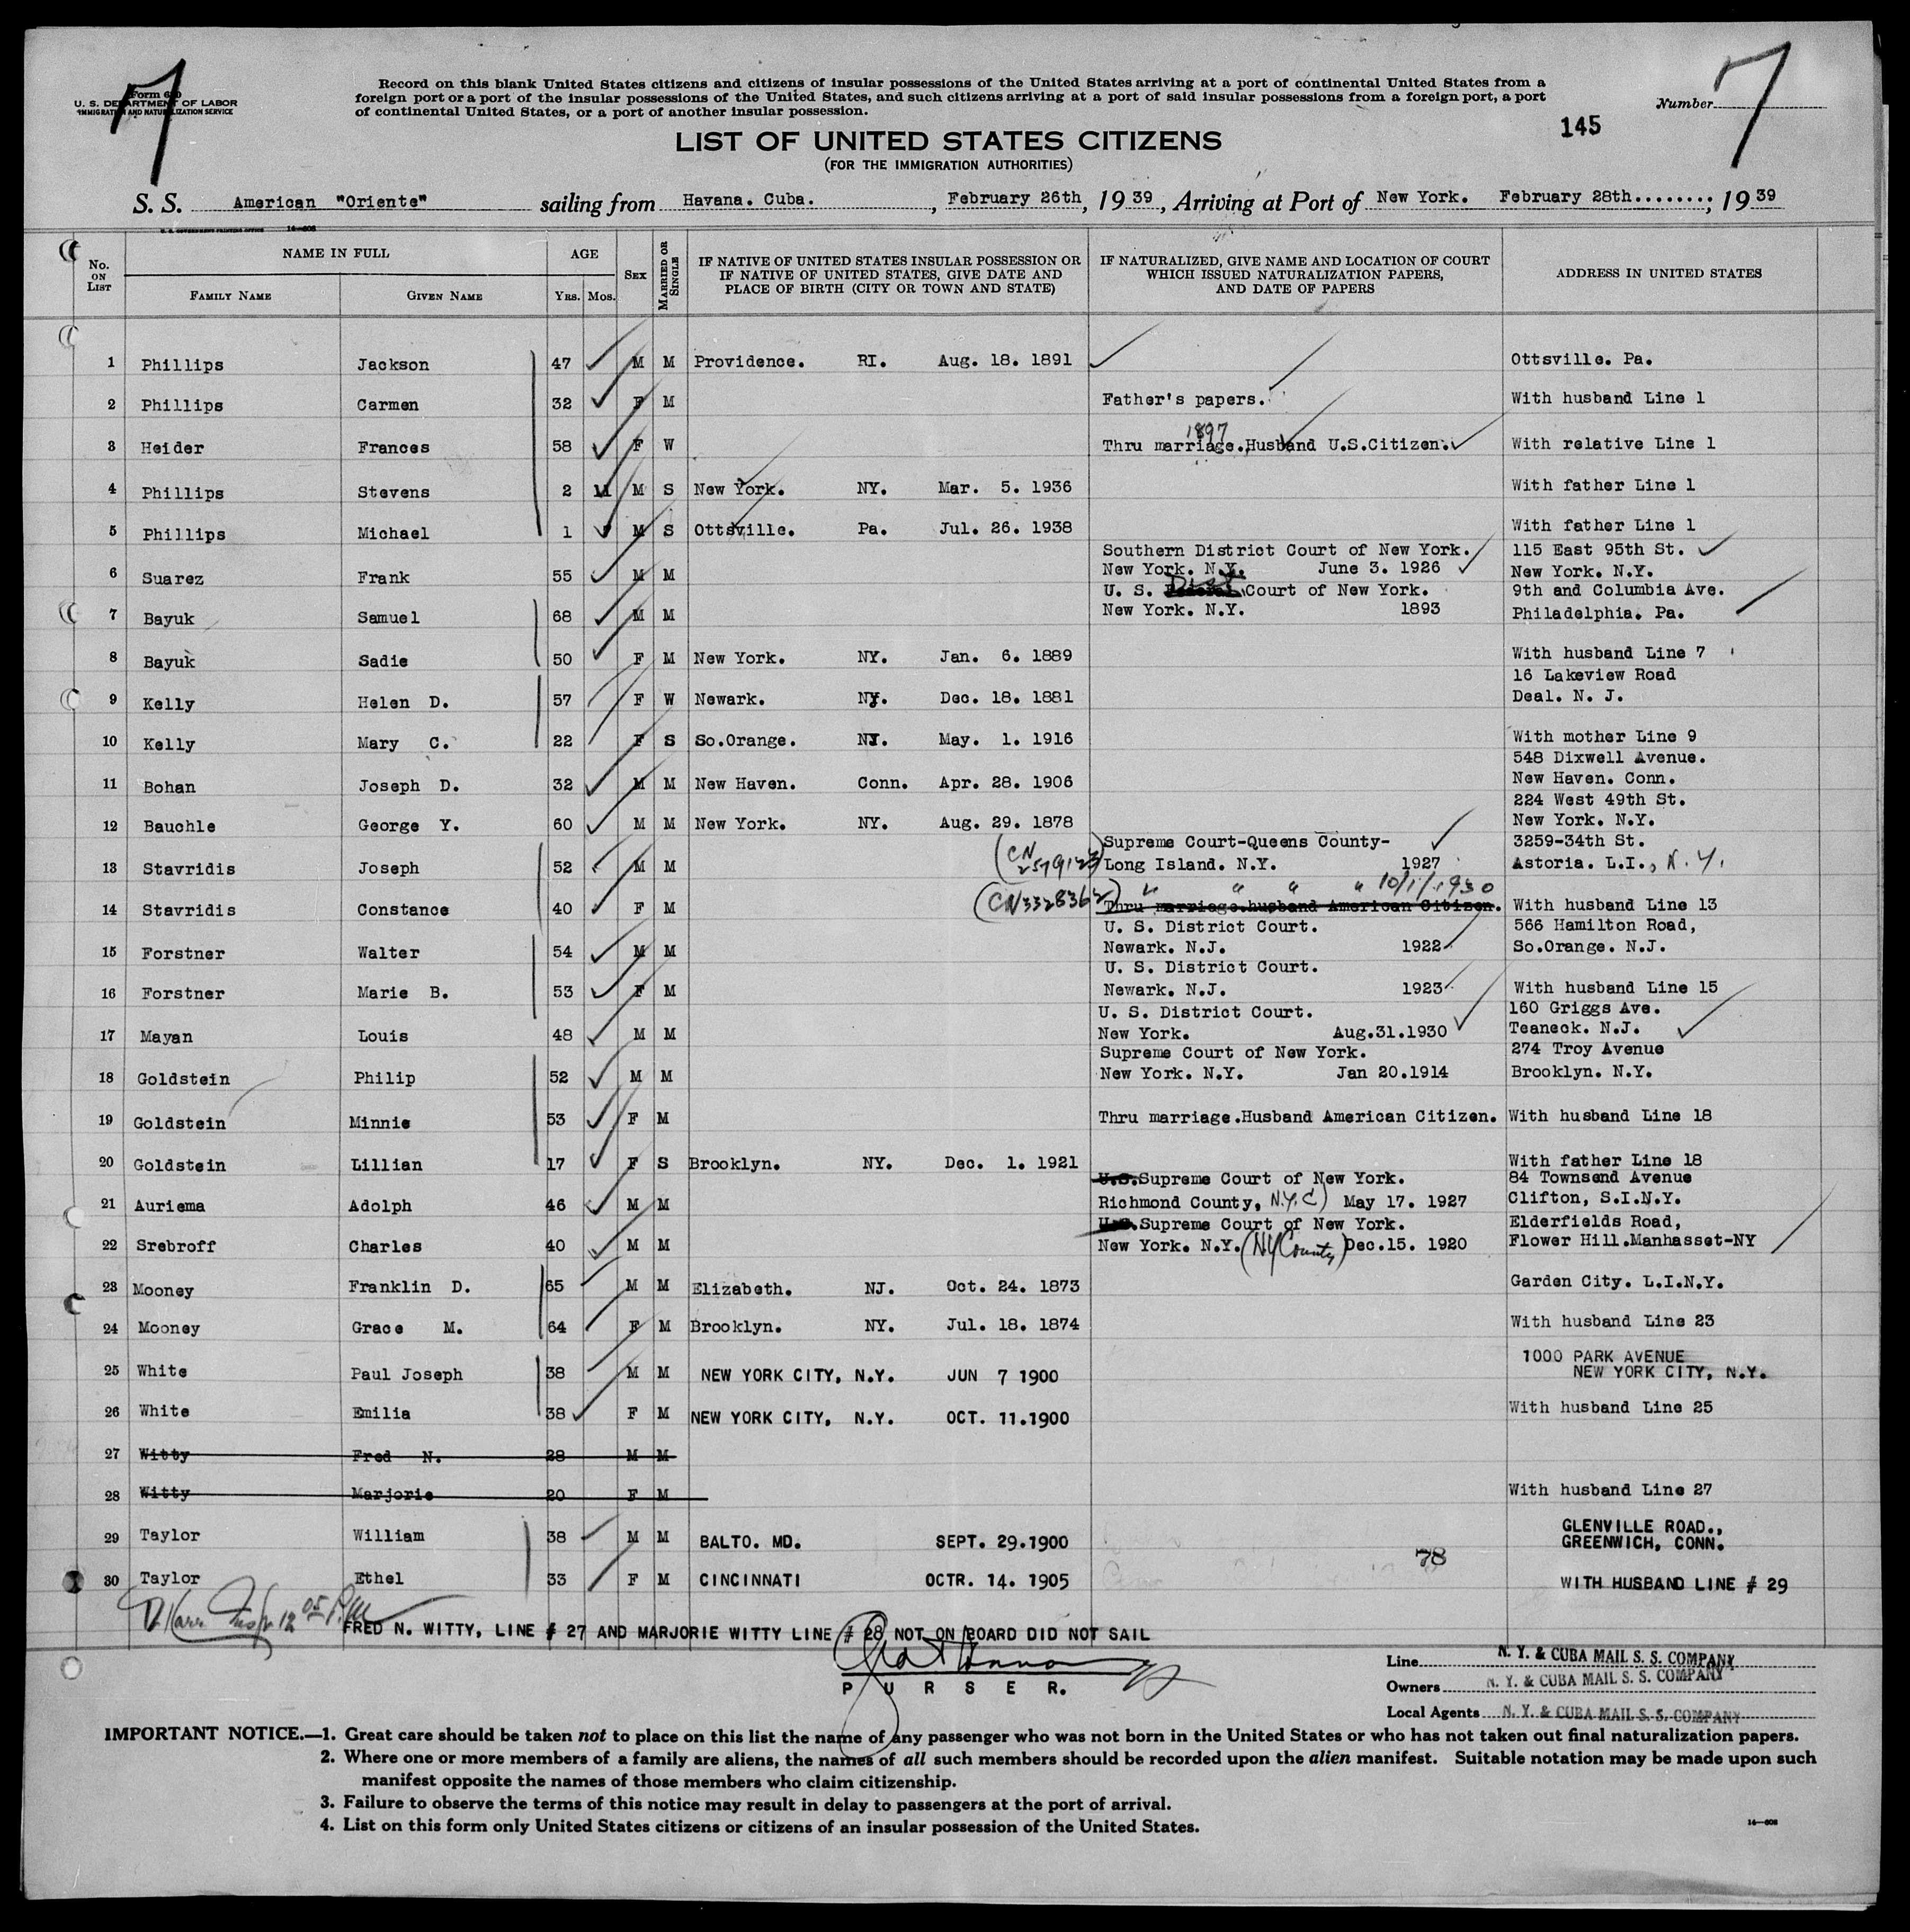 7
7
Form 630
U. S. DEPARTMENT OF LABOR
IMMIGRATION AND NATURALIZATION SERVICE
Record on this blank United States citizens and citizens of insular possessions of the United States arriving at a port of continental United States from a
foreign port or a port of the insular possessions of the United States, and such citizens arriving at a port of said insular possessions from a foreign port, a port
of continental United States, or a port of another insular possession.
Number
145
LIST OF UNITED STATES CITIZENS
(FOR THE IMMIGRATION AUTHORITIES)
S. S. American "Oriente" sailing from Havana. Cuba. , February 26th, 1939, Arriving at Port of New York. February 28th........, 1939
U. S. GOVERNMENT PRINTING OFFICE 14—608
No. ON LIST NAME IN FULL AGE SEX MARRIED OR SINGLE IF NATIVE OF UNITED STATES INSULAR POSSESSION OR IF NATIVE OF UNITED STATES, GIVE DATE AND PLACE OF BIRTH (CITY OR TOWN AND STATE) IF NATURALIZED, GIVE NAME AND LOCATION OF COURT WHICH ISSUED NATURALIZATION PAPERS, AND DATE OF PAPERS ADDRESS IN UNITED STATES
FAMILY NAME GIVEN NAME YRS. MOS.
1 Phillips Jackson 47 M M Providence. RI. Aug. 18. 1891 Ottsville. Pa.
2 Phillips Carmen 32 F M Father's papers. With husband Line 1
1897
3 Heider Frances 58 F W Thru marriage.Husband U.S.Citizen. With relative Line 1
4 Phillips Stevens 2 11 M S New York. NY. Mar. 5. 1936 With father Line 1
5 Phillips Michael 1 M S Ottsville. Pa. Jul. 26. 1938 With father Line 1
Southern District Court of New York. 115 East 95th St.
6 Suarez Frank 55 M M New York. N.Y. June 3. 1926 New York. N.Y.
U. S. Dist Court of New York. 9th and Columbia Ave.
7 Bayuk Samuel 68 M M New York. N.Y. 1893 Philadelphia. Pa.
8 Bayuk Sadie 50 F M New York. NY. Jan. 6. 1889 With husband Line 7
16 Lakeview Road
9 Kelly Helen D. 57 F W Newark. NJ. Dec. 18. 1881 Deal. N. J.
10 Kelly Mary C. 22 F S So.Orange. NJ. May. 1. 1916 With mother Line 9
548 Dixwell Avenue.
11 Bohan Joseph D. 32 M M New Haven. Conn. Apr. 28. 1906 New Haven. Conn.
224 West 49th St.
12 Bauchle George Y. 60 M M New York. NY. Aug. 29. 1878 New York. N.Y.
Supreme Court-Queens County- 3259-34th St.
13 Stavridis Joseph 52 M M (CN 2579123) Long Island. N.Y. 1927 Astoria. L.I., N.Y.
" " " " 10/1/1930
14 Stavridis Constance 40 F M (CN3328362) Thru marriage.husband American Citizen. With husband Line 13
U. S. District Court. 566 Hamilton Road,
15 Forstner Walter 54 M M Newark. N.J. 1922 So.Orange. N.J.
U. S. District Court.
16 Forstner Marie B. 53 F M Newark. N.J. 1923 With husband Line 15
U. S. District Court. 160 Griggs Ave.
17 Mayan Louis 48 M M New York. Aug.31.1930 Teaneck. N.J.
Supreme Court of New York. 274 Troy Avenue
18 Goldstein Philip 52 M M New York. N.Y. Jan 20.1914 Brooklyn. N.Y.
19 Goldstein Minnie 53 F M Thru marriage.Husband American Citizen. With husband Line 18
20 Goldstein Lillian 17 F S Brooklyn. NY. Dec. 1. 1921 With father Line 18
U.S.Supreme Court of New York. 84 Townsend Avenue
21 Auriema Adolph 46 M M Richmond County, N.Y.C) May 17. 1927 Clifton, S.I.N.Y.
U.S.Supreme Court of New York. Elderfields Road,
22 Srebroff Charles 40 M M New York. N.Y. (NY County) Dec.15. 1920 Flower Hill.Manhasset-NY
23 Mooney Franklin D. 65 M M Elizabeth. NJ. Oct. 24. 1873 Garden City. L.I.N.Y.
24 Mooney Grace M. 64 F M Brooklyn. NY. Jul. 18. 1874 With husband Line 23
1000 PARK AVENUE
25 White Paul Joseph 38 M M NEW YORK CITY, N.Y. JUN 7 1900 NEW YORK CITY, N.Y.
26 White Emilia 38 F M NEW YORK CITY, N.Y. OCT. 11.1900 With husband Line 25
27 Witty Fred N. 28 M M
28 Witty Marjorie 20 F M With husband Line 27
GLENVILLE ROAD.,
29 Taylor William 38 M M BALTO. MD. SEPT. 29.1900 GREENWICH, CONN.
78
30 Taylor Ethel 33 F M CINCINNATI OCTR. 14. 1905 WITH HUSBAND LINE # 29
12 05 P.M.
FRED N. WITTY, LINE # 27 AND MARJORIE WITTY LINE # 28 NOT ON BOARD DID NOT SAIL
P U R S E R.
Line N. Y. & CUBA MAIL S. S. COMPANY
Owners N. Y. & CUBA MAIL S. S. COMPANY
Local Agents N. Y. & CUBA MAIL S. S. COMPANY
IMPORTANT NOTICE.—1. Great care should be taken not to place on this list the name of any passenger who was not born in the United States or who has not taken out final naturalization papers.
2. Where one or more members of a family are aliens, the names of all such members should be recorded upon the alien manifest. Suitable notation may be made upon such
manifest opposite the names of those members who claim citizenship.
3. Failure to observe the terms of this notice may result in delay to passengers at the port of arrival.
4. List on this form only United States citizens or citizens of an insular possession of the United States.
14—608